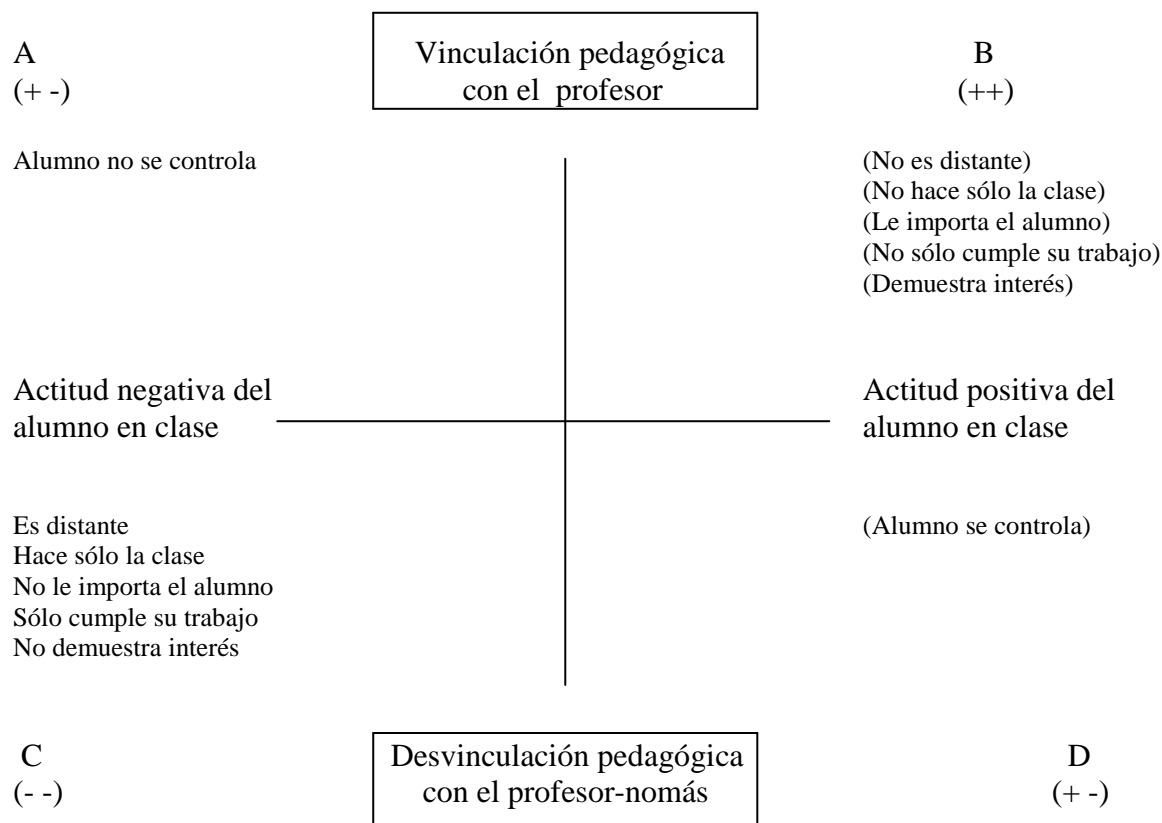 A
(+ -)
Vinculación pedagógica
con el profesor
B
(++)
Alumno no se controla
(No es distante)
(No hace sólo la clase)
(Le importa el alumno)
(No sólo cumple su trabajo)
(Demuestra interés)
Actitud negativa del
alumno en clase
Actitud positiva del
alumno en clase
Es distante
Hace sólo la clase
No le importa el alumno
Sólo cumple su trabajo
No demuestra interés
(Alumno se controla)
C
(- -)
Desvinculación pedagógica
con el profesor-nomás
D
(+ -)